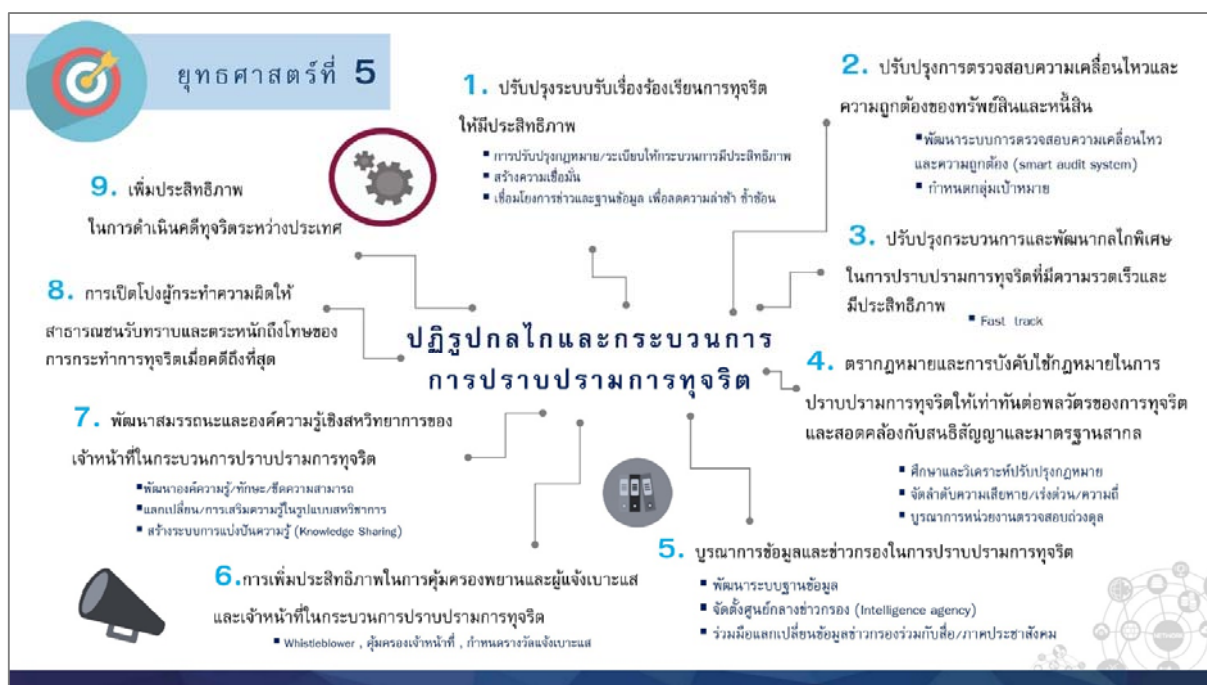 ยุทธศาสตร์ที่ 5
1. ปรับปรุงระบบรับเรื่องร้องเรียนการทุจริต
ให้มีประสิทธิภาพ
▪ การปรับปรุงกฎหมาย/ระเบียบให้กระบวนการมีประสิทธิภาพ
▪ สร้างความเชื่อมั่น
▪ เชื่อมโยงการข่าวและฐานข้อมูล เพื่อลดความล่าช้า ซ้ำซ้อน
2. ปรับปรุงการตรวจสอบความเคลื่อนไหวและ
ความถูกต้องของทรัพย์สินและหนี้สิน
▪ พัฒนาระบบการตรวจสอบความเคลื่อนไหว
และความถูกต้อง (smart audit system)
▪ กำหนดกลุ่มเป้าหมาย
3. ปรับปรุงกระบวนการและพัฒนากลไกพิเศษ
ในการปราบปรามการทุจริตที่มีความรวดเร็วและ
มีประสิทธิภาพ
▪ Fast track
ปฏิรูปกลไกและกระบวนการ
การปราบปรามการทุจริต
4. ตรากฎหมายและการบังคับใช้กฎหมายในการ
ปราบปรามการทุจริตให้เท่าทันต่อพลวัตรของการทุจริต
และสอดคล้องกับสนธิสัญญาและมาตรฐานสากล
▪ ศึกษาและวิเคราะห์ปรับปรุงกฎหมาย
▪ จัดลำดับความเสียหาย/เร่งด่วน/ความถี่
▪ บูรณาการหน่วยงานตรวจสอบถ่วงดุล
5. บูรณาการข้อมูลและข่าวกรองในการปราบปรามการทุจริต
▪ พัฒนาระบบฐานข้อมูล
▪ จัดตั้งศูนย์กลางข่าวกรอง (Intelligence agency)
▪ ร่วมมือแลกเปลี่ยนข้อมูลข่าวกรองร่วมกับสื่อ/ภาคประชาสังคม
6.การเพิ่มประสิทธิภาพในการคุ้มครองพยานและผู้แจ้งเบาะแส
และเจ้าหน้าที่ในกระบวนการปราบปรามการทุจริต
▪ Whistleblower , คุ้มครองเจ้าหน้าที่ , กำหนดรางวัลแจ้งเบาะแส
7. พัฒนาสมรรถนะและองค์ความรู้เชิงสหวิทยาการของ
เจ้าหน้าที่ในกระบวนการปราบปรามการทุจริต
▪พัฒนาองค์ความรู้/ทักษะ/ขีดความสามารถ
▪แลกเปลี่ยน/การเสริมความรู้ในรูปแบบสหวิชาการ
▪ สร้างระบบการแบ่งปันความรู้ (Knowledge Sharing)
8. การเปิดโปงผู้กระทำความผิดให้
สาธารณชนรับทราบและตระหนักถึงโทษของ
การกระทำการทุจริตเมื่อคดีถึงที่สุด
9. เพิ่มประสิทธิภาพ
ในการดำเนินคดีทุจริตระหว่างประเทศ
NETWORK